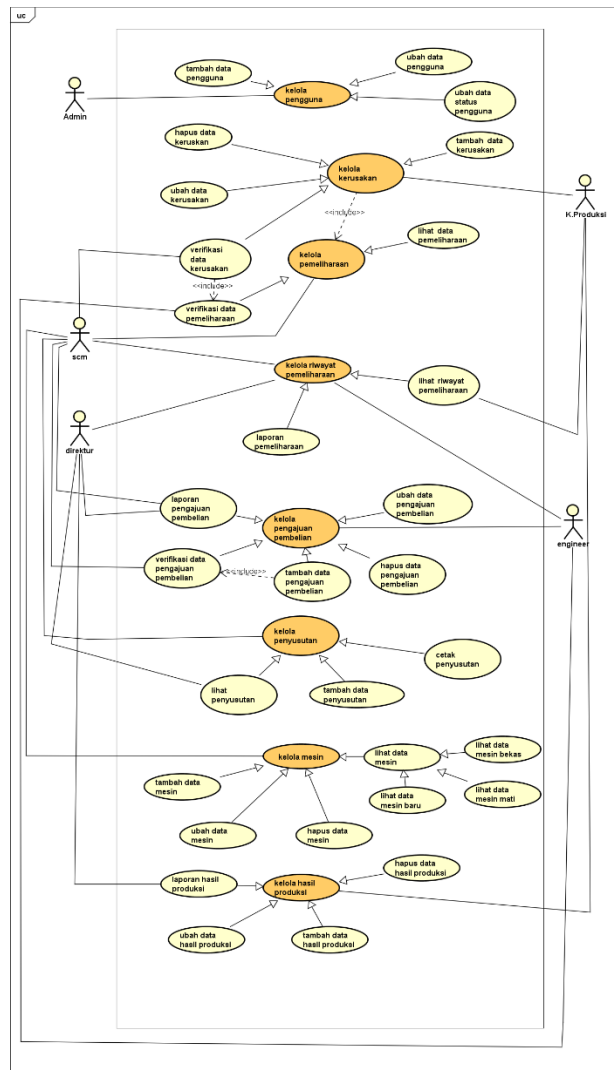 uc
tambah data
pengguna
ubah data
pengguna
kelola
pengguna
ubah data
status
pengguna
Admin
hapus data
keruskan
tambah data
kerusakan
kelola
kerusakan
ubah data
kerusakan
K.Produksi
<<include>>
verifikasi
data
kerusakan
kelola
pemeliharaan
lihat data
pemeliharaan
<<include>>
verifikasi data
pemeliharaan
scm
kelola riwayat
pemeliharaan
lihat riwayat
pemeliharaan
direktur
laporan
pemeliharaan
laporan
pengajuan
pembelian
kelola
pengajuan
pembelian
ubah data
pengajuan
pembelian
engineer
verifikasi data
pengajuan
pembelian
<<include>>
tambah data
pengajuan
pembelian
hapus data
pengajuan
pembelian
kelola
penyusutan
cetak
penyusutan
lihat
penyusutan
tambah data
penyusutan
kelola mesin
lihat data
mesin
lihat data
mesin bekas
tambah data
mesin
lihat data
mesin baru
lihat data
mesin mati
ubah data
mesin
hapus data
mesin
laporan hasil
produksi
kelola hasil
produksi
hapus data
hasil produksi
ubah data
hasil produksi
tambah data
hasil produksi